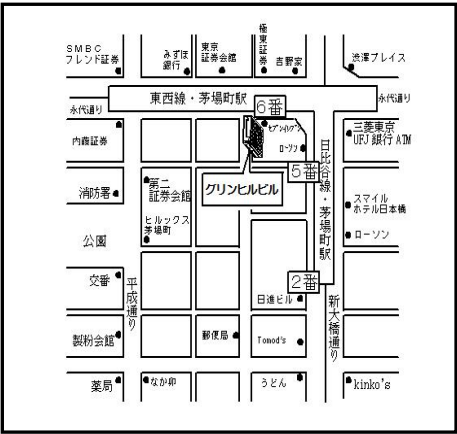 SMBC
フレンド証券
みずほ
銀行
東京
証券会館
極東証券
吉野家
渋澤プレイス
東西線・茅場町駅
永代通り
永代通り
6番
セブンイレブン
ローソン
内藤証券
三菱東京
UFJ銀行ATM
5番
日比谷線・茅場町駅
消防署
第二
証券会館
グリンヒルビル
スマイル
ホテル日本橋
ヒルックス
茅場町
ローソン
公園
交番
平成通り
2番
日進ビル
新大橋通り
製粉会館
郵便局
Tomod's
薬局
なか卯
うどん
kinko's